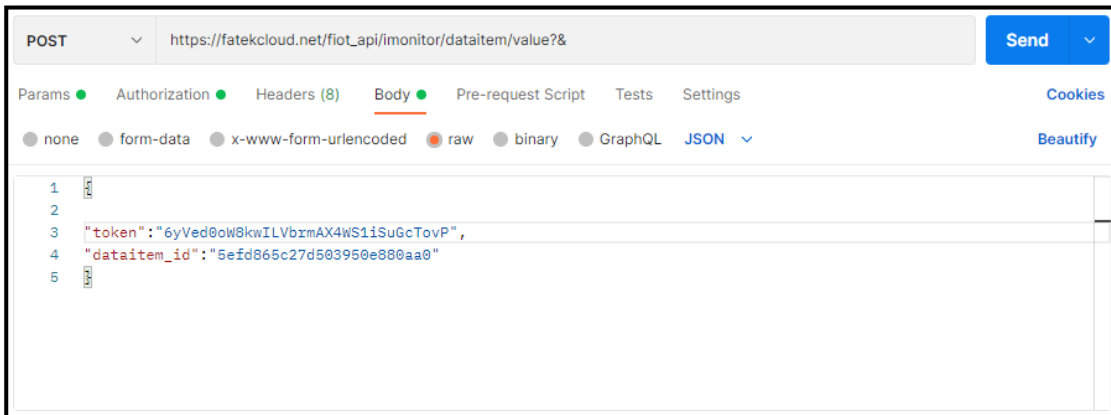 POST https://fatekcloud.net/fiot_api/imonitor/dataitem/value?& Send
Params Authorization Headers (8) Body Pre-request Script Tests Settings Cookies
none form-data x-www-form-urlencoded raw binary GraphQL JSON Beautify
1 {
2
3 "token":"6yVed0oW8kwILVbrmAX4WS1iSuGcTovP",
4 "dataitem_id":"5efd865c27d503950e880aa0"
5 }